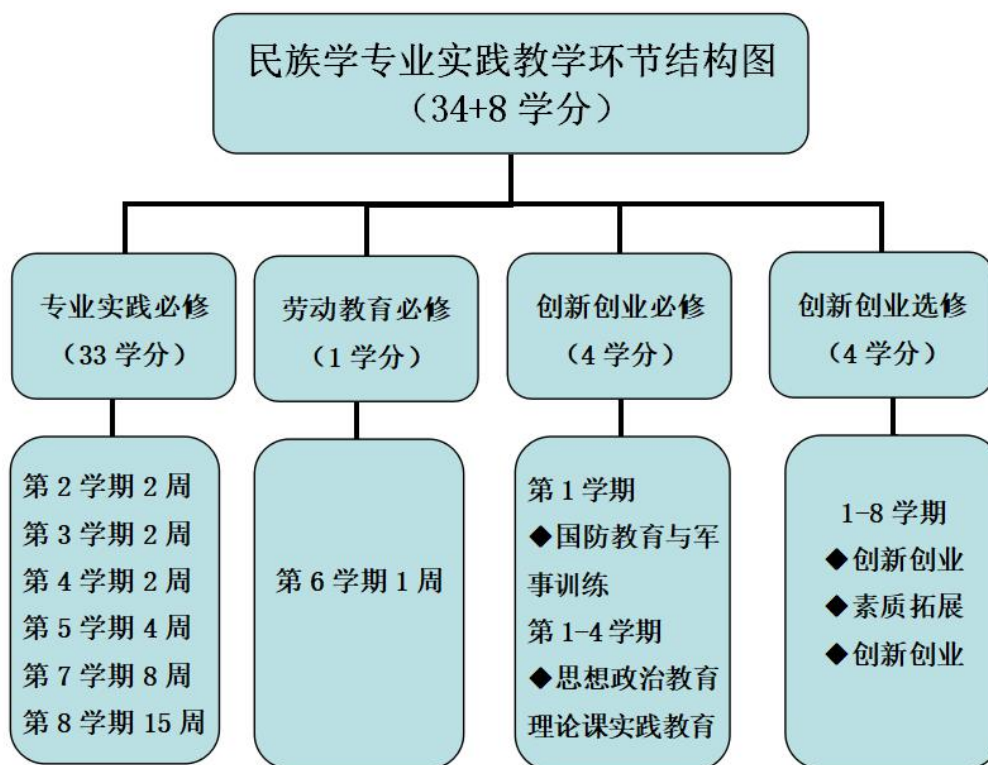 民族学专业实践教学环节结构图
（34+8 学分）
专业实践必修
（33 学分）
劳动教育必修
（1 学分）
创新创业必修
（4 学分）
创新创业选修
（4 学分）
第 2 学期 2 周
第 3 学期 2 周
第 4 学期 2 周
第 5 学期 4 周
第 7 学期 8 周
第 8 学期 15 周
第 6 学期 1 周
第 1 学期
◆国防教育与军
事训练
第 1-4 学期
◆思想政治教育
理论课实践教育
1-8 学期
◆创新创业
◆素质拓展
◆创新创业